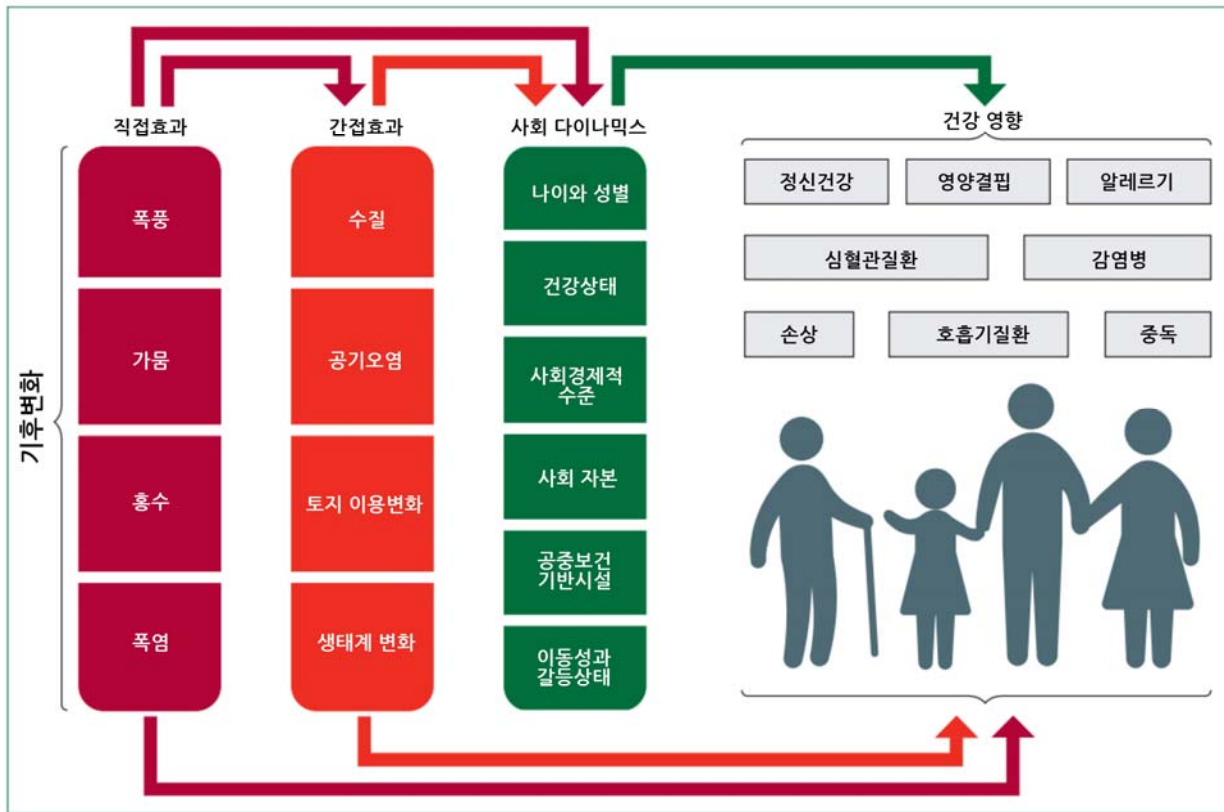 직접효과
간접효과
사회 다이나믹스
건강 영향
기후변화
폭풍
가뭄
홍수
폭염
수질
공기오염
토지 이용변화
생태계 변화
나이와 성별
건강상태
사회경제적
수준
사회 자본
공중보건
기반시설
이동성과
갈등상태
정신건강
영양결핍
알레르기
심혈관질환
감염병
손상
호흡기질환
중독